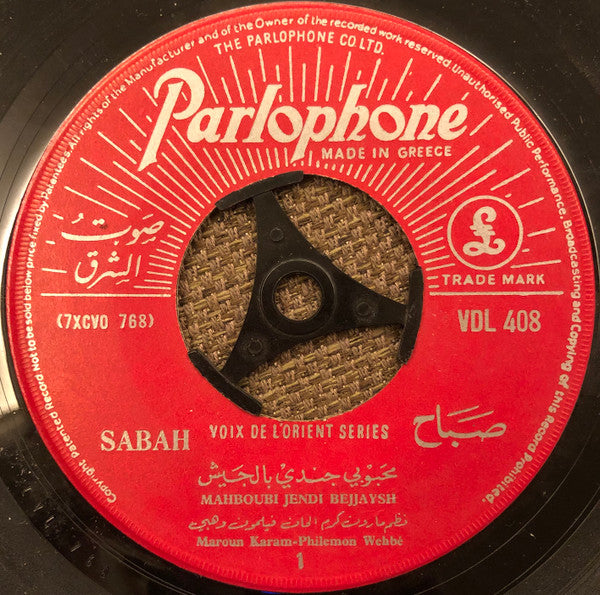 Copyright Patented Record Not to be sold below price fixed by Patentees. All rights of the Manufacturer and of the Owner of the recorded work reserved. Unauthorised Public Performance, Broadcasting and Copying of this Record Prohibited.
THE PARLOPHONE CO LTD.
Parlophone
MADE IN GREECE
صوتُ
الشرق
£
TRADE MARK
(7XCVO 768)
VDL 408
SABAH
VOIX DE L'ORIENT SERIES
صَبَاح
محبوبي جندي بالجيش
MAHBOUBI JENDI BEJJAYSH
نظم مارون كرم الحان فيلمون وهبي
Maroun Karam-Philemon Wehbé
1